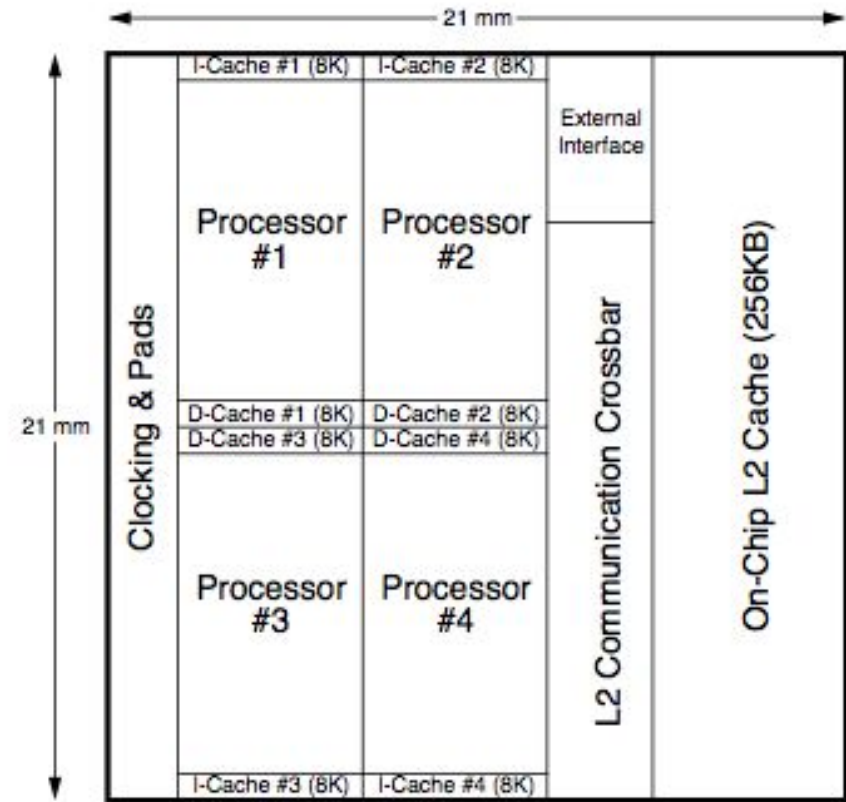 21 mm
I-Cache #1 (8K)
I-Cache #2 (8K)
External
Interface
Processor
#1
Processor
#2
21 mm
Clocking & Pads
D-Cache #1 (8K)
D-Cache #2 (8K)
D-Cache #3 (8K)
D-Cache #4 (8K)
L2 Communication Crossbar
On-Chip L2 Cache (256KB)
Processor
#3
Processor
#4
I-Cache #3 (8K)
I-Cache #4 (8K)